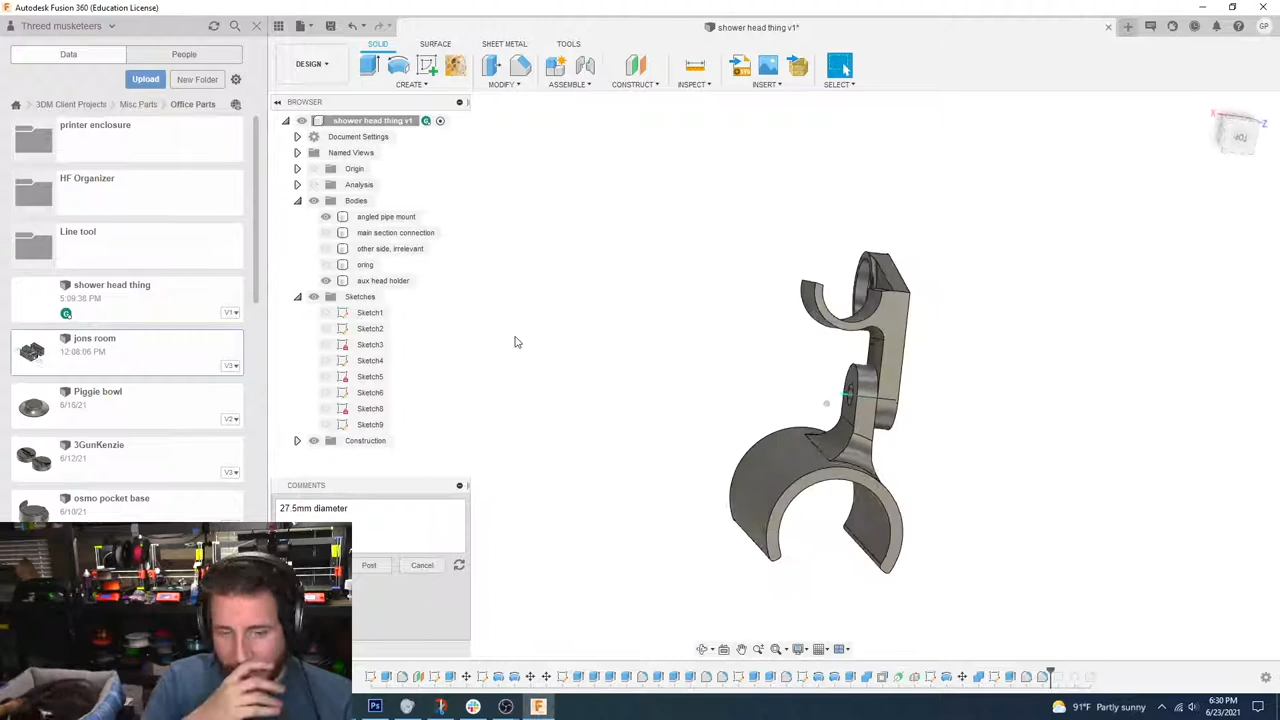 Autodesk Fusion 360 (Education License)
Threed musketeers
shower head thing v1*
GP
Data
People
Upload
New Folder
3DM Client Projects
Misc Parts
Office Parts
DESIGN
SOLID
SURFACE
SHEET METAL
TOOLS
CREATE
MODIFY
ASSEMBLE
CONSTRUCT
INSPECT
INSERT
SELECT
BROWSER
shower head thing v1
Document Settings
Named Views
Origin
Analysis
Bodies
angled pipe mount
main section connection
other side, irrelevant
oring
aux head holder
Sketches
Sketch1
Sketch2
Sketch3
Sketch4
Sketch5
Sketch6
Sketch8
Sketch9
Construction
printer enclosure
HF Organizer
Line tool
shower head thing
5:09:38 PM
V1
jons room
12:08:06 PM
V3
Piggie bowl
6/16/21
V2
3GunKenzie
6/12/21
V3
osmo pocket base
6/10/21
COMMENTS
27.5mm diameter
Post
Cancel
X
Z
TOP
91°F Partly sunny
6:30 PM
6/23/2021